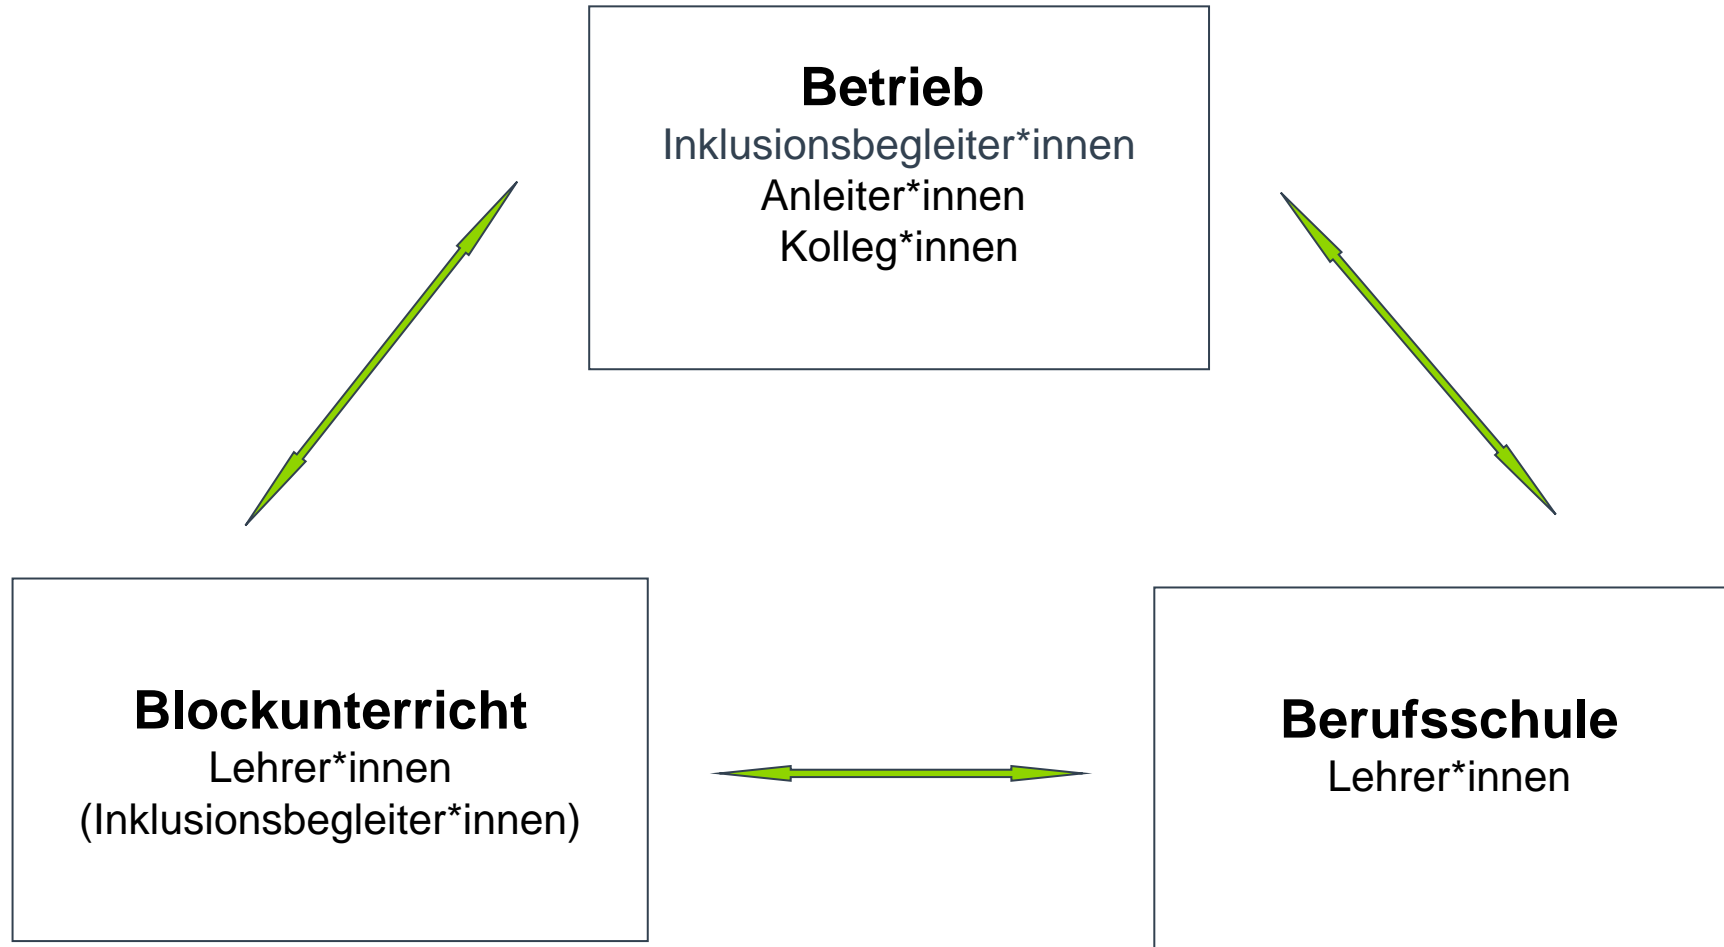 Betrieb
Inklusionsbegleiter*innen
Anleiter*innen
Kolleg*innen
Blockunterricht
Lehrer*innen
(Inklusionsbegleiter*innen)
Berufsschule
Lehrer*innen